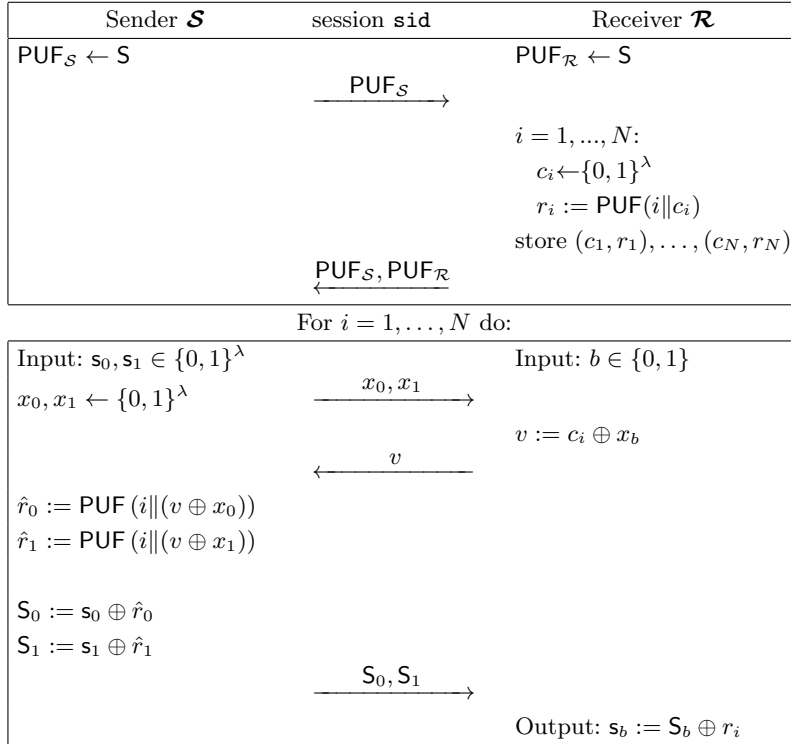 Sender 𝓢 session sid Receiver 𝓡
PUF_𝒮 ← S PUF_ℛ ← S
PUF_𝒮
i = 1, ..., N:
c_i←{0, 1}^λ
r_i := PUF(i‖c_i)
store (c_1, r_1), . . . , (c_N, r_N)
PUF_𝒮, PUF_ℛ
For i = 1, . . . , N do:
Input: s_0, s_1 ∈ {0, 1}^λ Input: b ∈ {0, 1}
x_0, x_1 ← {0, 1}^λ x_0, x_1
v := c_i ⊕ x_b
v
r̂_0 := PUF (i‖(v ⊕ x_0))
r̂_1 := PUF (i‖(v ⊕ x_1))
S_0 := s_0 ⊕ r̂_0
S_1 := s_1 ⊕ r̂_1
S_0, S_1
Output: s_b := S_b ⊕ r_i